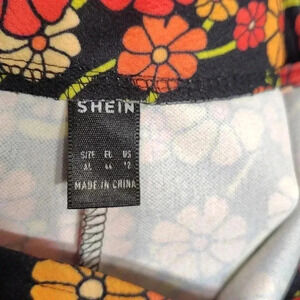 SHEIN
SIZE EU US
XL 44 12
MADE IN CHINA